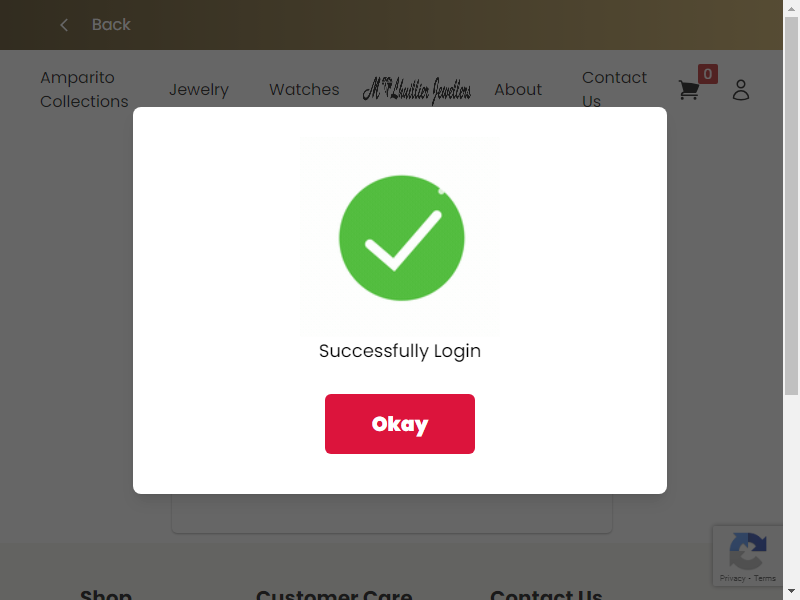 Back
Amparito
Collections
Jewelry
Watches
M Lhuillier Jewellers
About
Contact
Us
0
Successfully Login
Okay
Privacy - Terms
Shop
Customer Care
Contact Us